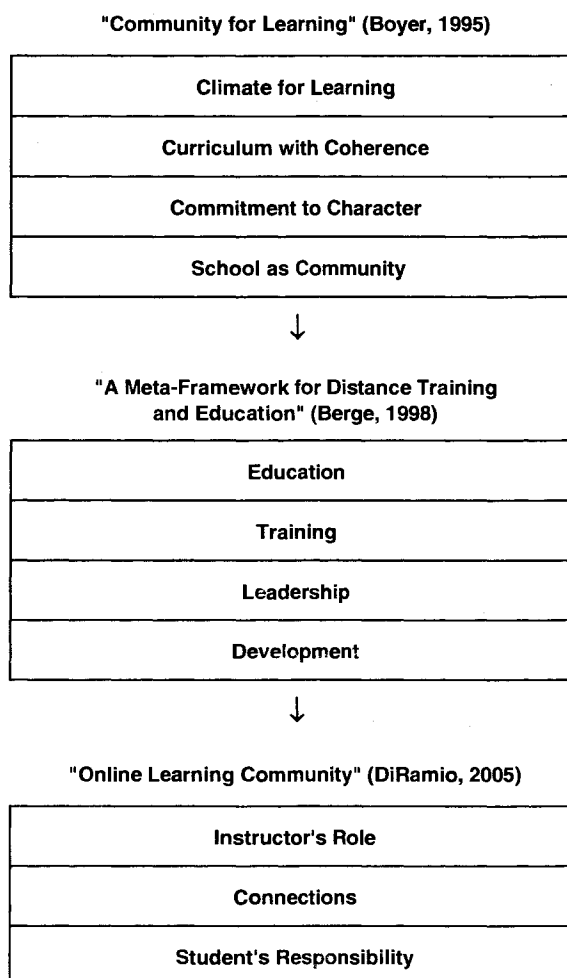 "Community for Learning" (Boyer, 1995)
Climate for Learning
Curriculum with Coherence
Commitment to Character
School as Community
↓
"A Meta-Framework for Distance Training
and Education" (Berge, 1998)
Education
Training
Leadership
Development
↓
"Online Learning Community" (DiRamio, 2005)
Instructor's Role
Connections
Student's Responsibility